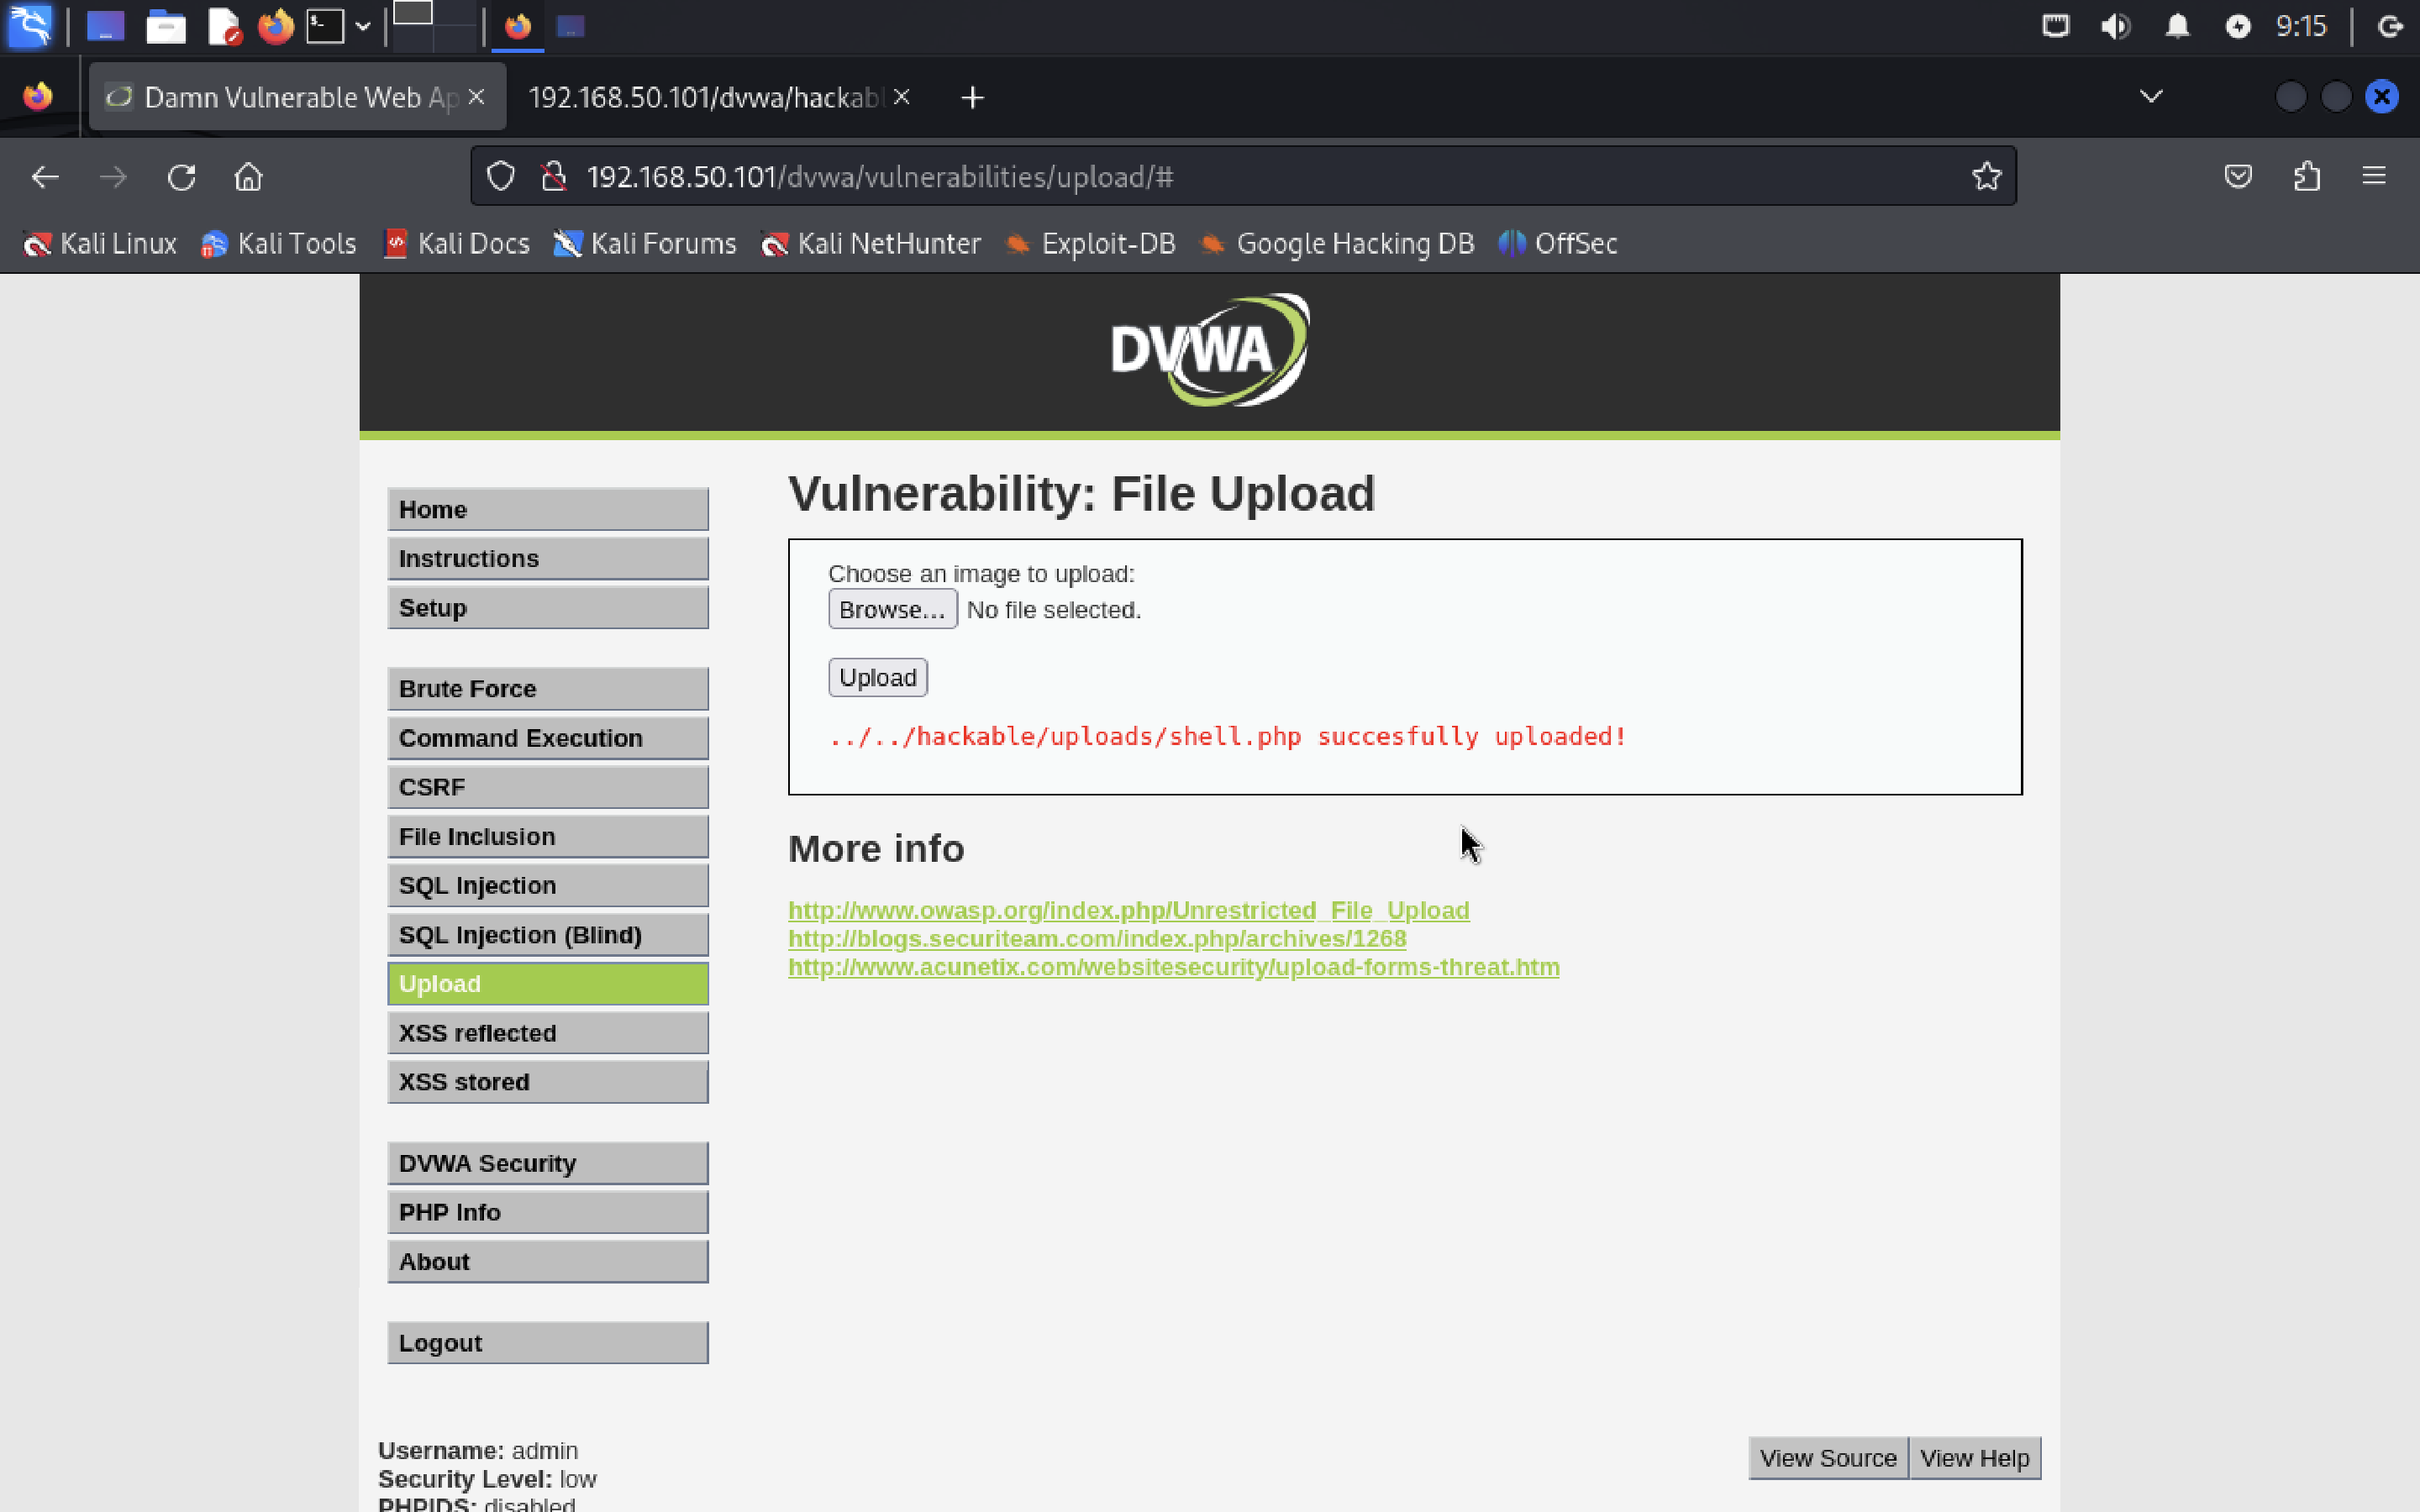 9:15
Damn Vulnerable Web Ap
192.168.50.101/dvwa/hackabl
192.168.50.101/dvwa/vulnerabilities/upload/#
Kali Linux Kali Tools Kali Docs Kali Forums Kali NetHunter Exploit-DB Google Hacking DB OffSec
DVWA
Home
Instructions
Setup
Brute Force
Command Execution
CSRF
File Inclusion
SQL Injection
SQL Injection (Blind)
Upload
XSS reflected
XSS stored
DVWA Security
PHP Info
About
Logout
Vulnerability: File Upload
Choose an image to upload:
Browse... No file selected.
Upload
../../hackable/uploads/shell.php succesfully uploaded!
More info
http://www.owasp.org/index.php/Unrestricted_File_Upload
http://blogs.securiteam.com/index.php/archives/1268
http://www.acunetix.com/websitesecurity/upload-forms-threat.htm
Username: admin
Security Level: low
PHPIDS: disabled
View Source View Help